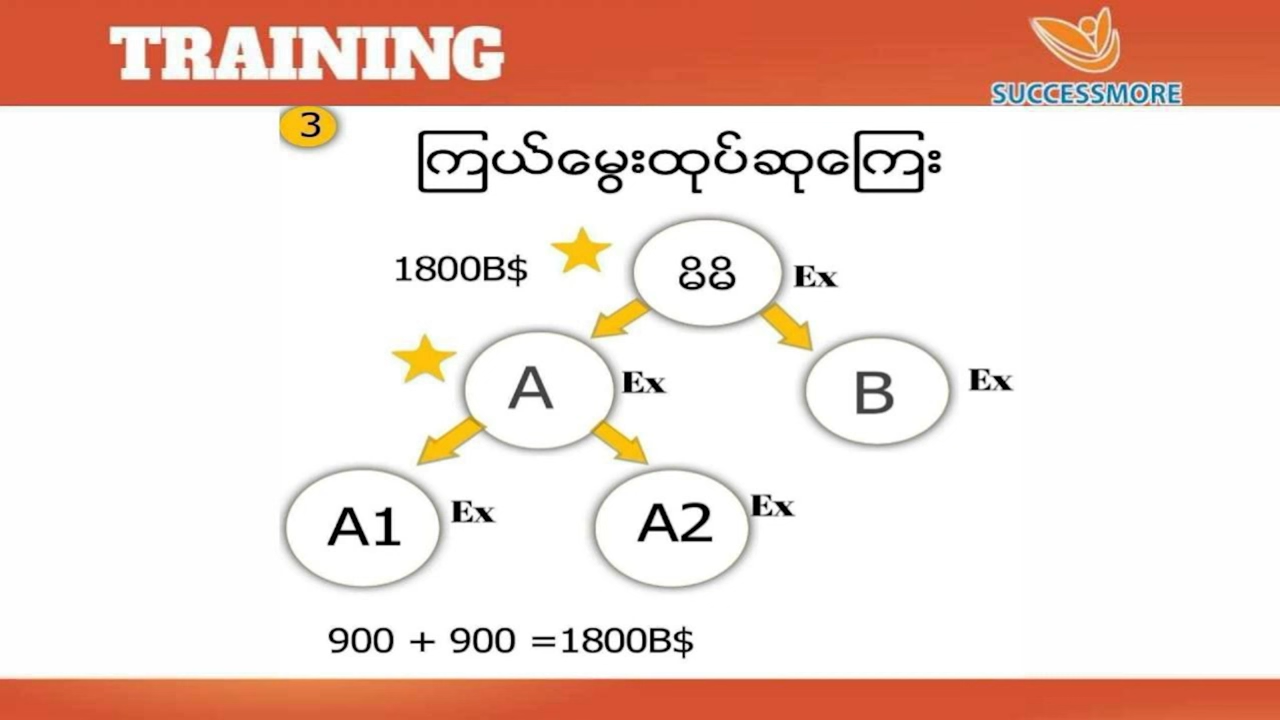 TRAINING
SUCCESSMORE
3
ကြယ်မွေးထုပ်ဆုကြေး
1800B$
မိမိ
Ex
A
Ex
B
Ex
A1
Ex
A2
Ex
900 + 900 =1800B$